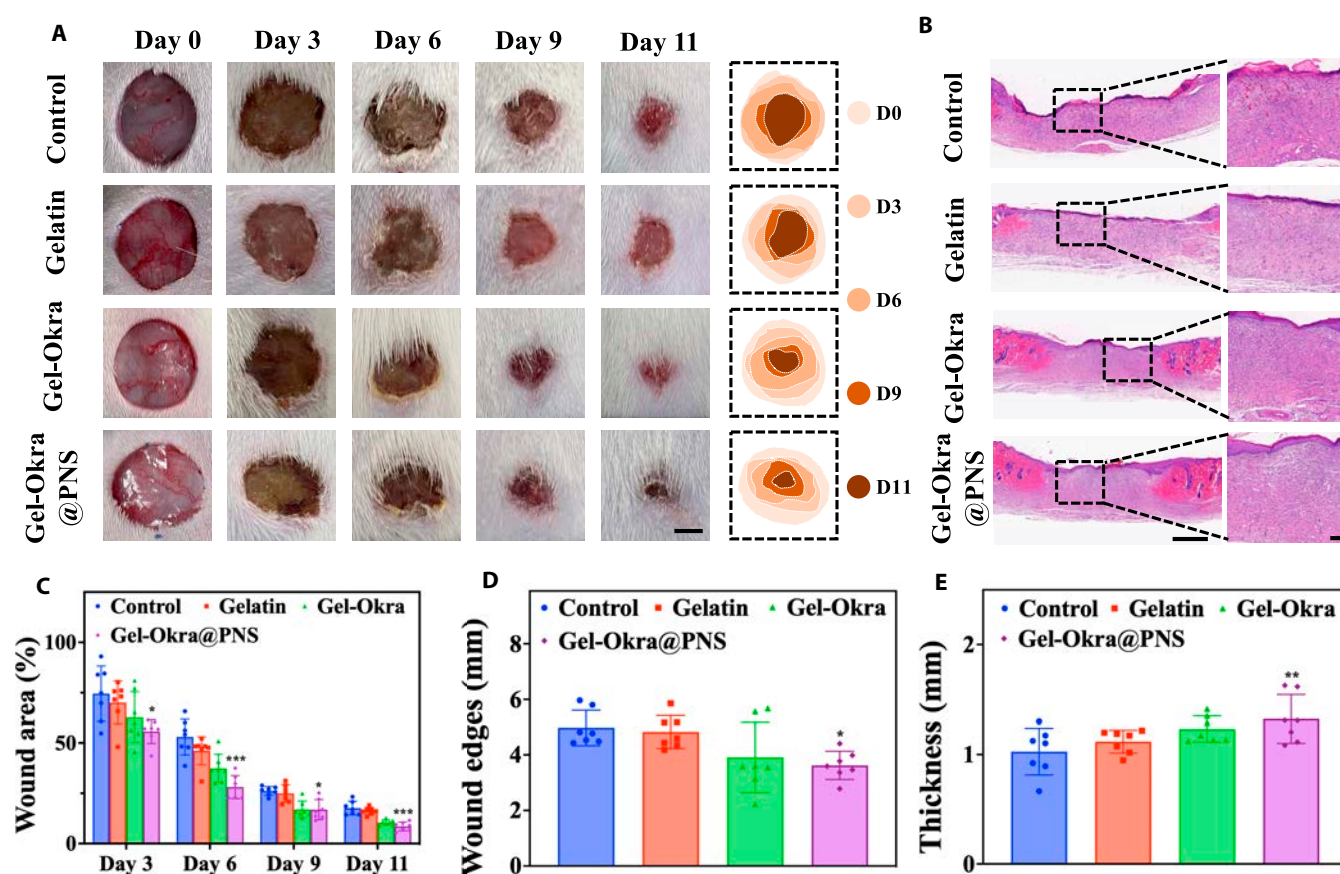 A
Day 0 Day 3 Day 6 Day 9 Day 11
Control
Gelatin
Gel-Okra
Gel-Okra
@PNS
D0
D3
D6
D9
D11
B
Control
Gelatin
Gel-Okra
Gel-Okra
@PNS
C
Control Gelatin Gel-Okra
Gel-Okra@PNS
Wound area (%)
100
50
0
* *** * ***
Day 3 Day 6 Day 9 Day 11
D
Control Gelatin Gel-Okra
Gel-Okra@PNS
Wound edges (mm)
8
6
4
2
0
*
E
Control Gelatin Gel-Okra
Gel-Okra@PNS
Thickness (mm)
2
1
0
**